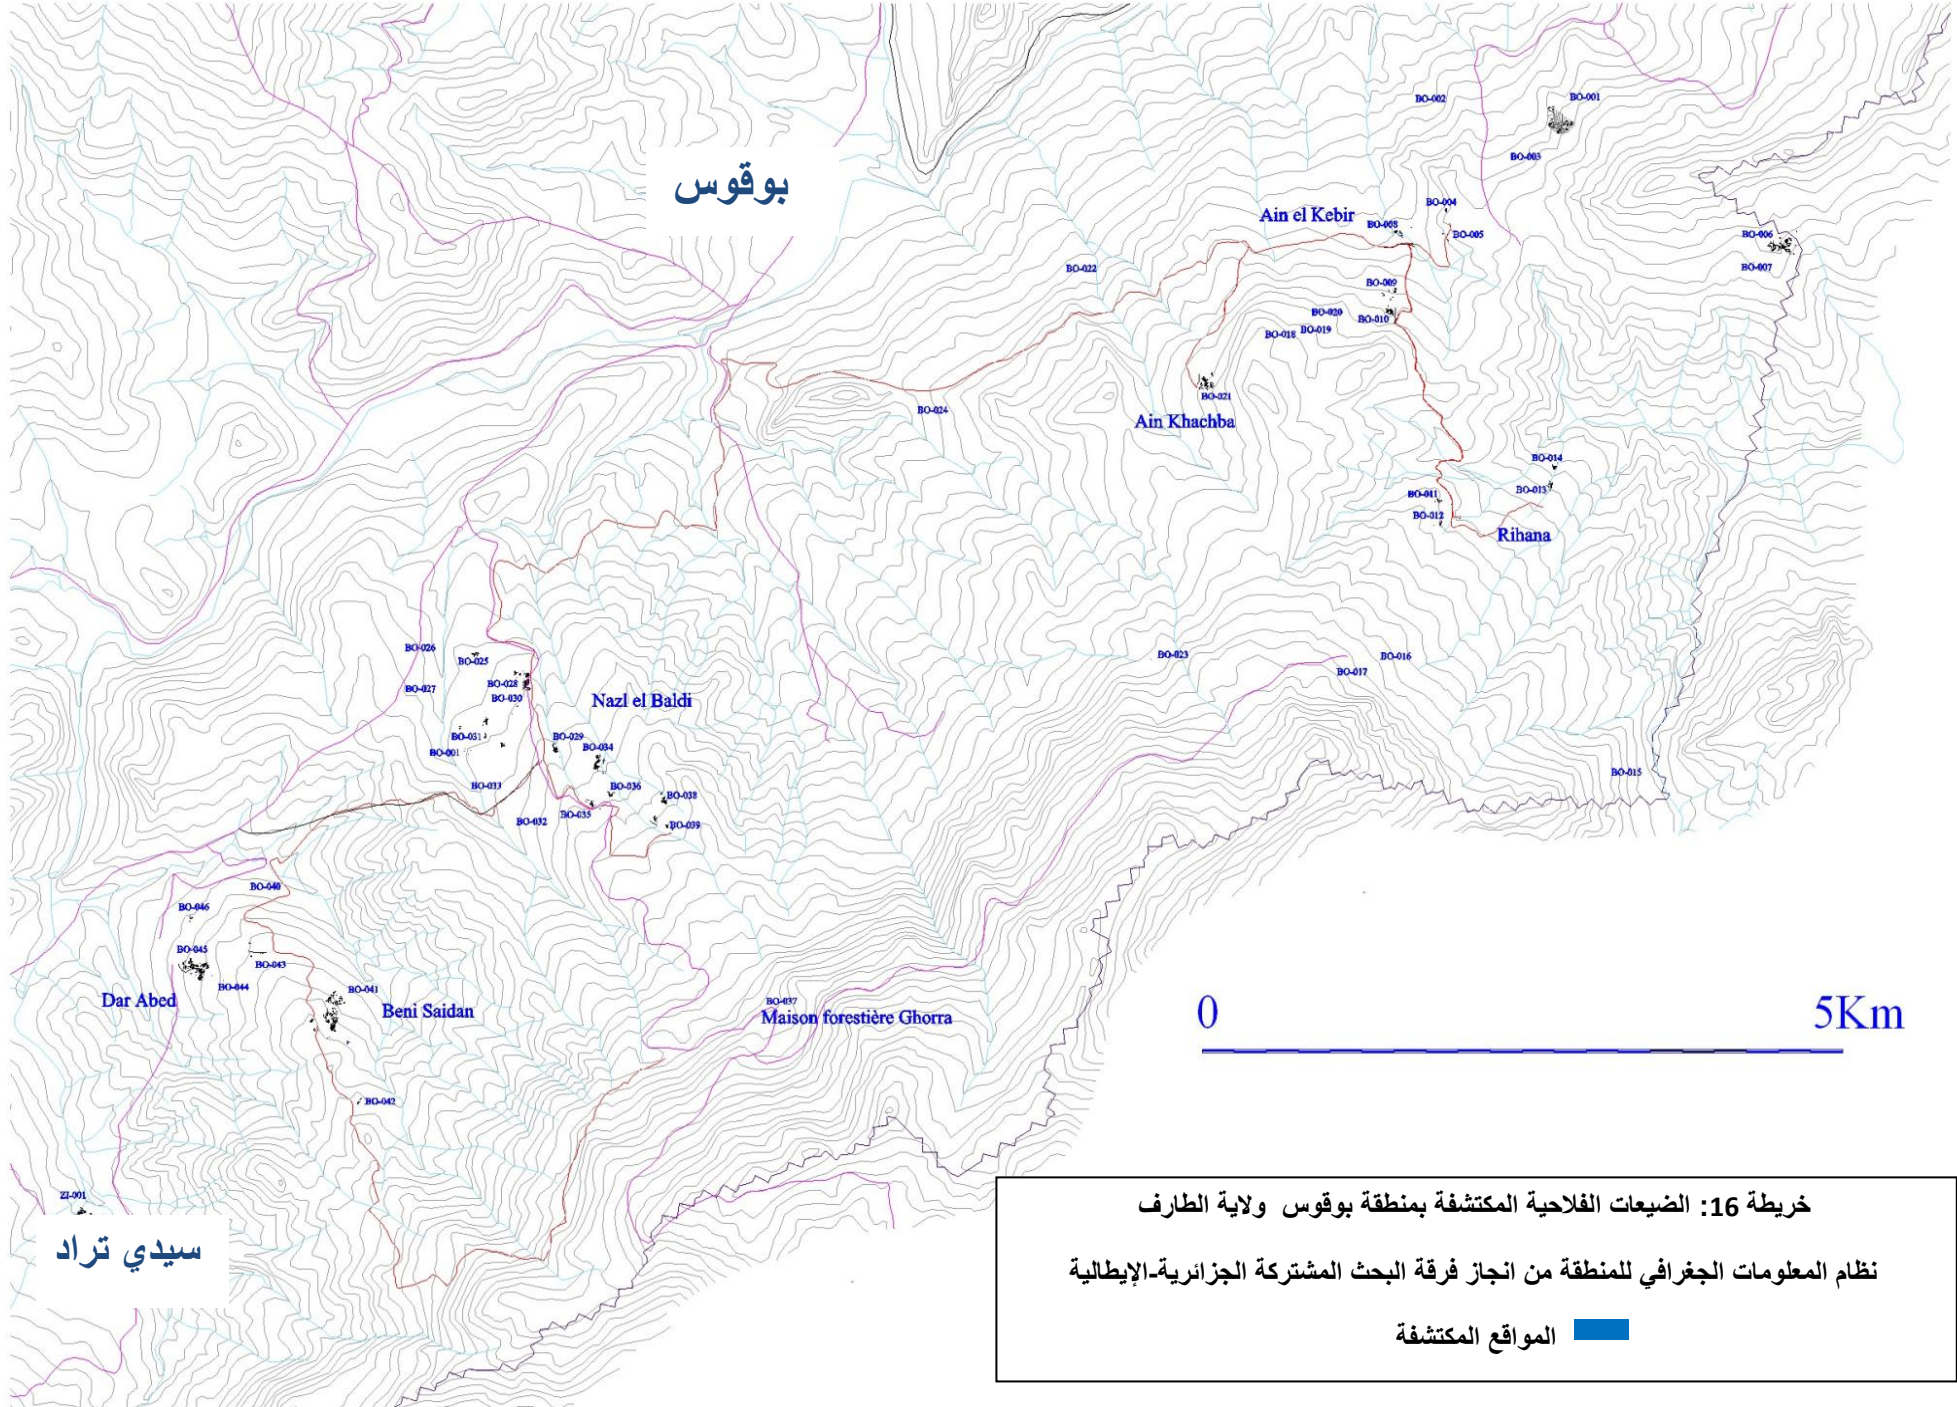 BO-002
BO-001
BO-003
بوقوس
BO-004
Ain el Kebir
BO-008
BO-005
BO-006
BO-007
BO-022
BO-009
BO-020
BO-010
BO-019
BO-018
BO-021
BO-024
Ain Khachba
BO-014
BO-013
BO-011
BO-012
Rihana
BO-026
BO-025
BO-023
BO-016
BO-017
BO-028
BO-027
BO-030
Nazl el Baldi
BO-031
BO-029
BO-034
BO-001
BO-015
BO-033
BO-036
BO-038
BO-035
BO-032
BO-039
BO-040
BO-046
BO-045
BO-043
BO-044
BO-041
Dar Abed
Beni Saidan
BO-037
Maison forestière Ghorra
0
5Km
BO-042
ZJ-001
سيدي تراد
خريطة 16: الضيعات الفلاحية المكتشفة بمنطقة بوقوس ولاية الطارف
نظام المعلومات الجغرافي للمنطقة من انجاز فرقة البحث المشتركة الجزائرية-الإيطالية
المواقع المكتشفة